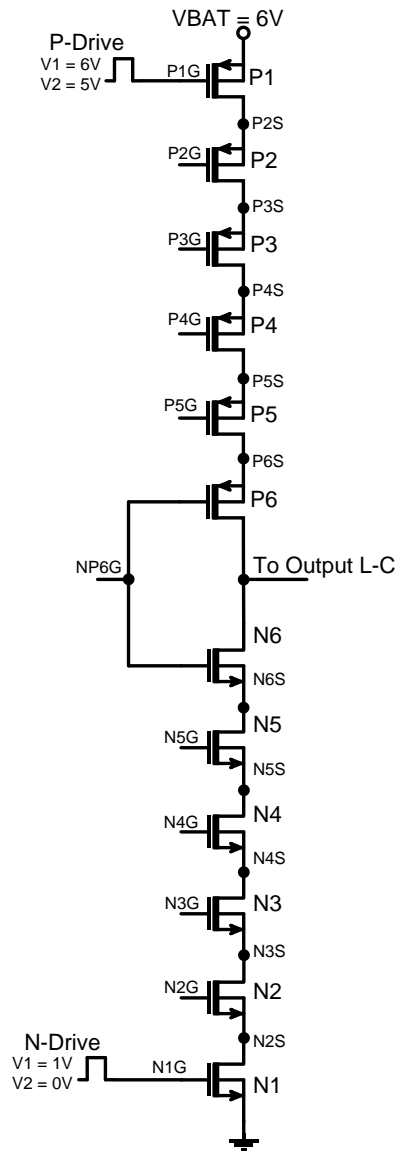 VBAT = 6V
P-Drive
V1 = 6V
V2 = 5V
P1G
P1
P2S
P2G
P2
P3S
P3G
P3
P4S
P4G
P4
P5S
P5G
P5
P6S
P6
NP6G
To Output L-C
N6
N6S
N5
N5G
N5S
N4
N4G
N4S
N3
N3G
N3S
N2
N2G
N2S
N-Drive
V1 = 1V
V2 = 0V
N1G
N1